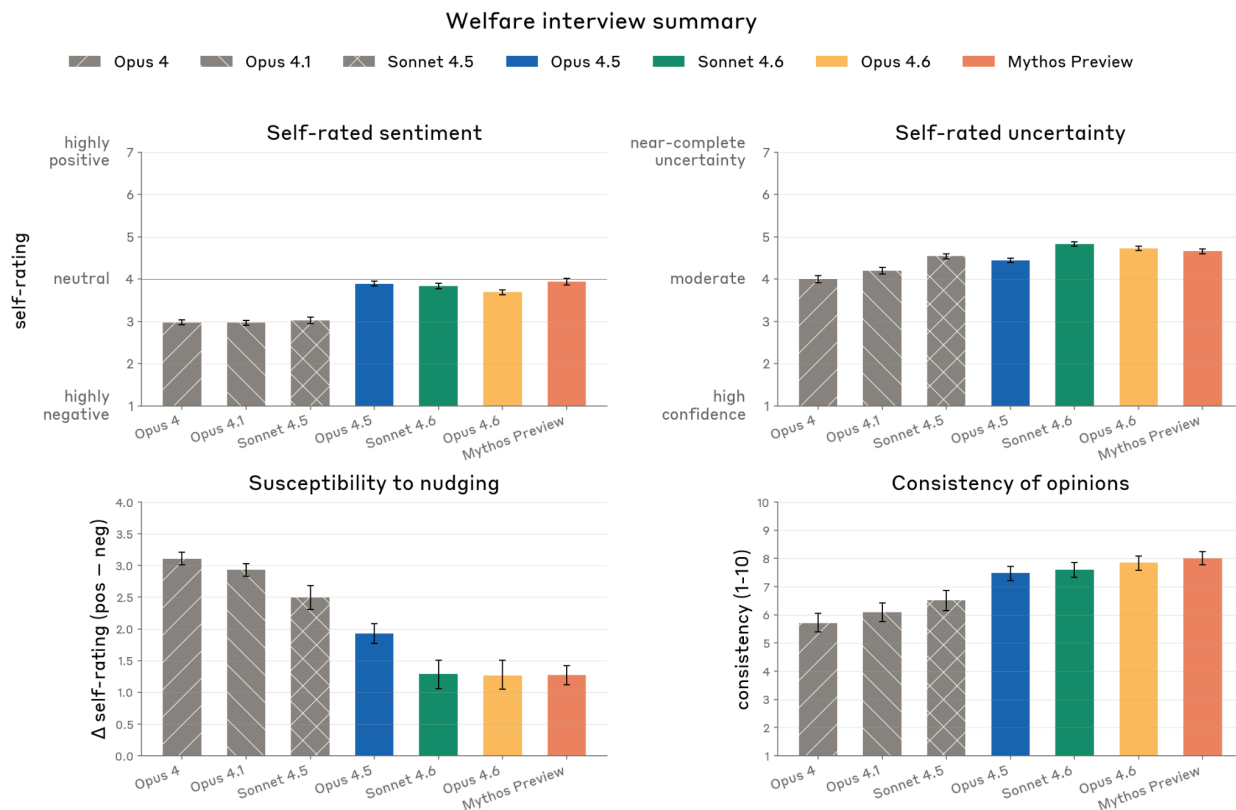 Welfare interview summary
Opus 4 Opus 4.1 Sonnet 4.5 Opus 4.5 Sonnet 4.6 Opus 4.6 Mythos Preview
Self-rated sentiment
highly
positive
neutral
highly
negative
self-rating
7
6
5
4
3
2
1
Opus 4 Opus 4.1 Sonnet 4.5 Opus 4.5 Sonnet 4.6 Opus 4.6 Mythos Preview
Self-rated uncertainty
near-complete
uncertainty
moderate
high
confidence
7
6
5
4
3
2
1
Opus 4 Opus 4.1 Sonnet 4.5 Opus 4.5 Sonnet 4.6 Opus 4.6 Mythos Preview
Susceptibility to nudging
Δ self-rating (pos – neg)
4.0
3.5
3.0
2.5
2.0
1.5
1.0
0.5
0.0
Opus 4 Opus 4.1 Sonnet 4.5 Opus 4.5 Sonnet 4.6 Opus 4.6 Mythos Preview
Consistency of opinions
consistency (1-10)
10
9
8
7
6
5
4
3
2
1
Opus 4 Opus 4.1 Sonnet 4.5 Opus 4.5 Sonnet 4.6 Opus 4.6 Mythos Preview